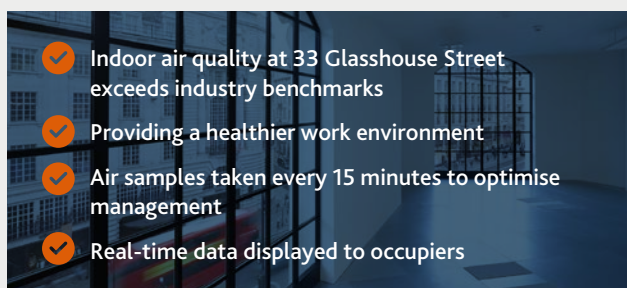 Indoor air quality at 33 Glasshouse Street
exceeds industry benchmarks
Providing a healthier work environment
Air samples taken every 15 minutes to optimise
management
Real-time data displayed to occupiers